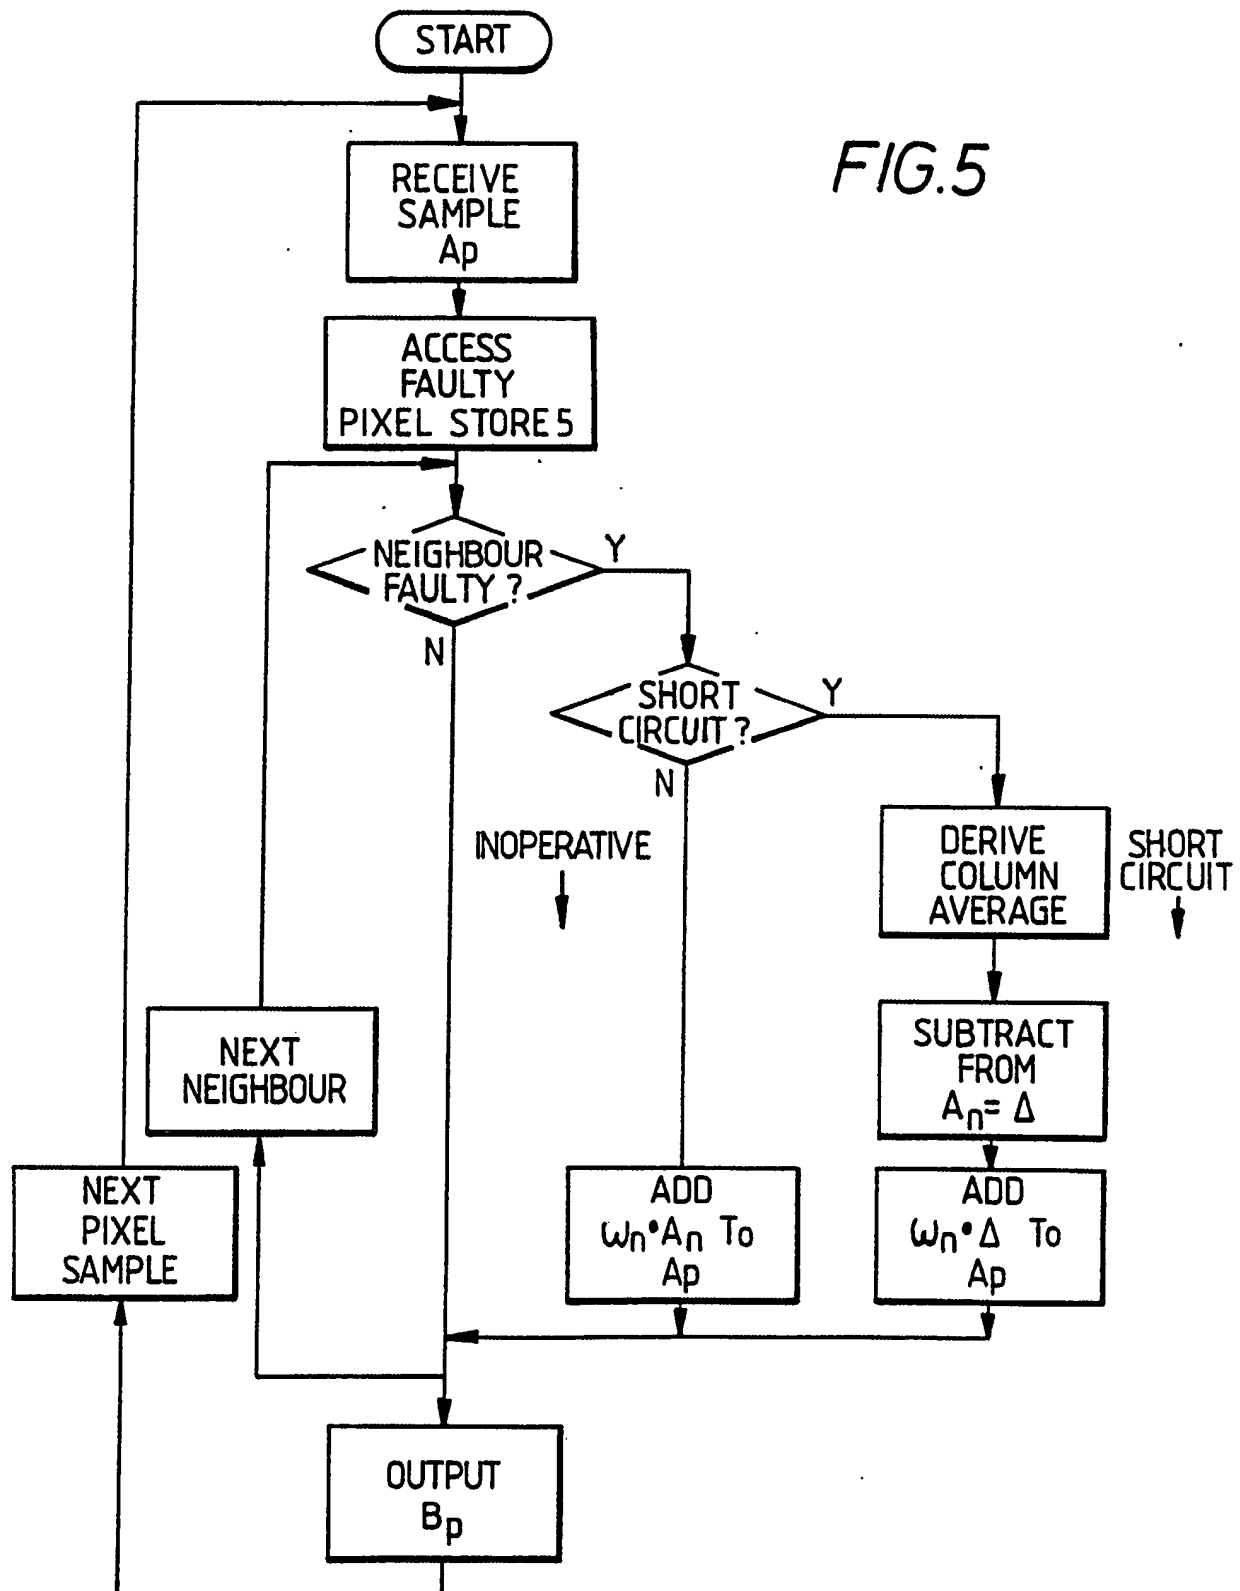 START
FIG.5
RECEIVE
SAMPLE
Ap
ACCESS
FAULTY
PIXEL STORE 5
NEIGHBOUR
FAULTY ?
Y
N
SHORT
CIRCUIT ?
Y
N
INOPERATIVE
DERIVE
COLUMN
AVERAGE
SHORT
CIRCUIT
SUBTRACT
FROM
An = Δ
NEXT
NEIGHBOUR
NEXT
PIXEL
SAMPLE
ADD
ωn•An To
Ap
ADD
ωn•Δ To
Ap
OUTPUT
Bp